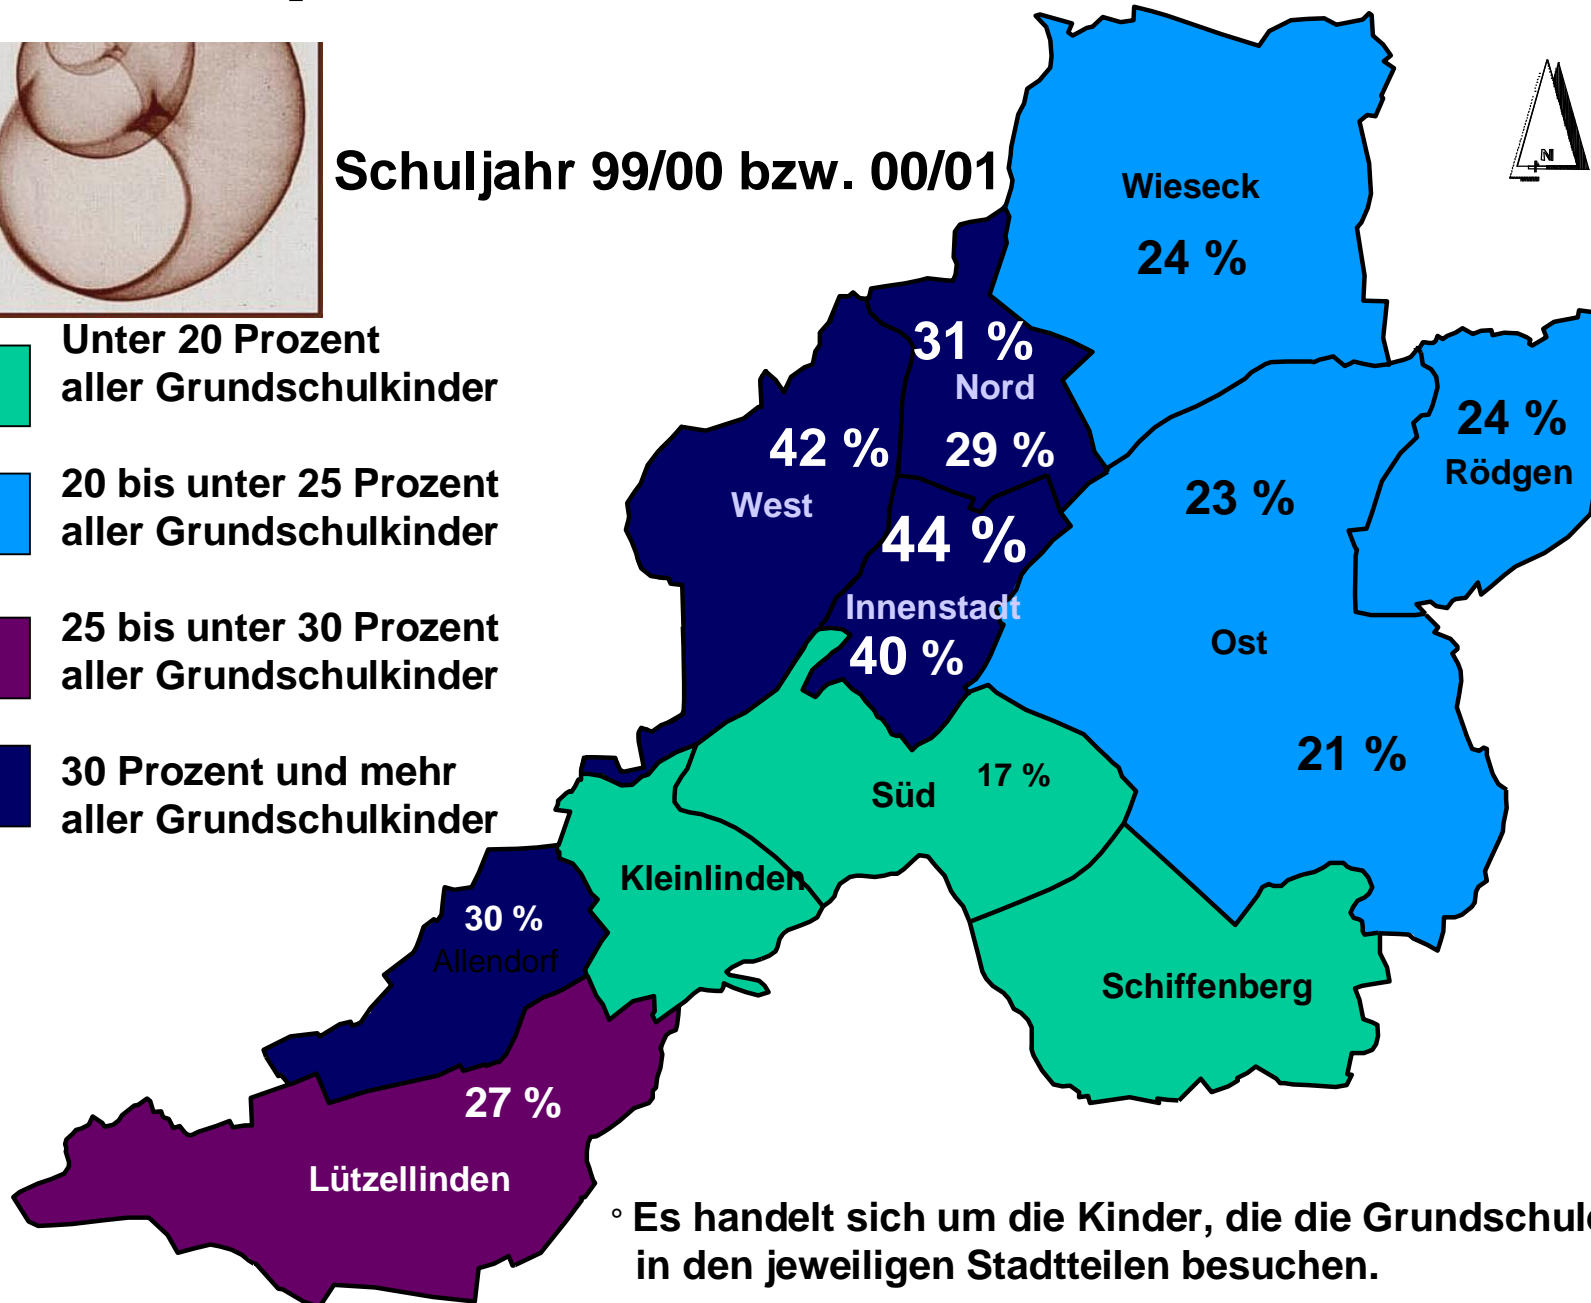 Schuljahr 99/00 bzw. 00/01
Unter 20 Prozent
aller Grundschulkinder
20 bis unter 25 Prozent
aller Grundschulkinder
25 bis unter 30 Prozent
aller Grundschulkinder
30 Prozent und mehr
aller Grundschulkinder
N
Wieseck
24 %
31 %
Nord
29 %
42 %
West
24 %
Rödgen
23 %
Ost
21 %
44 %
Innenstadt
40 %
Süd 17 %
Kleinlinden
30 %
Allendorf
Schiffenberg
27 %
Lützellinden
° Es handelt sich um die Kinder, die die Grundschule
in den jeweiligen Stadtteilen besuchen.